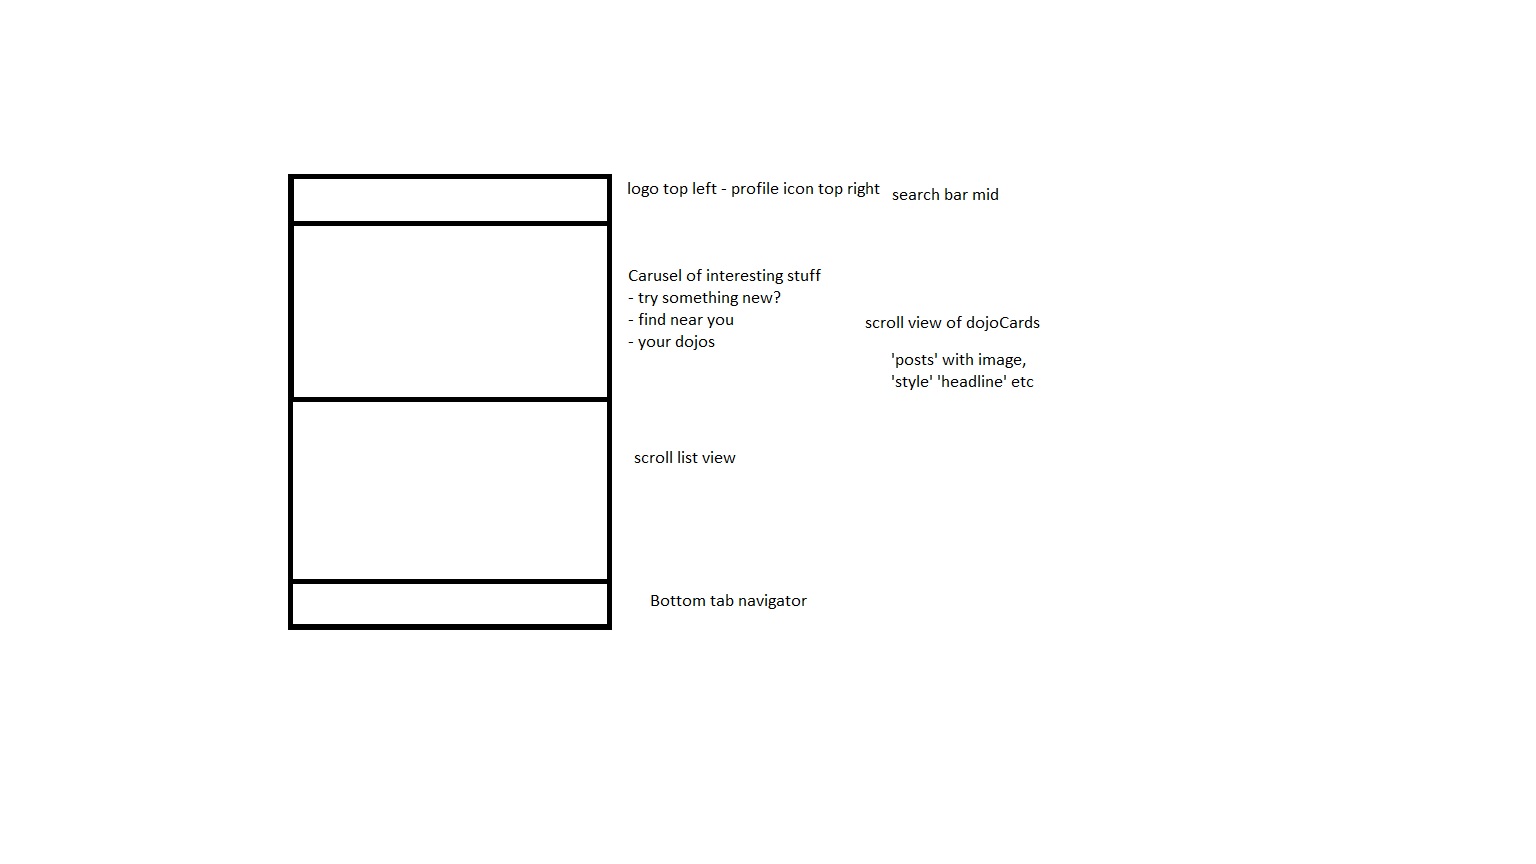 logo top left - profile icon top right
search bar mid
Carusel of interesting stuff
- try something new?
- find near you
- your dojos
scroll view of dojoCards
'posts' with image,
'style' 'headline' etc
scroll list view
Bottom tab navigator